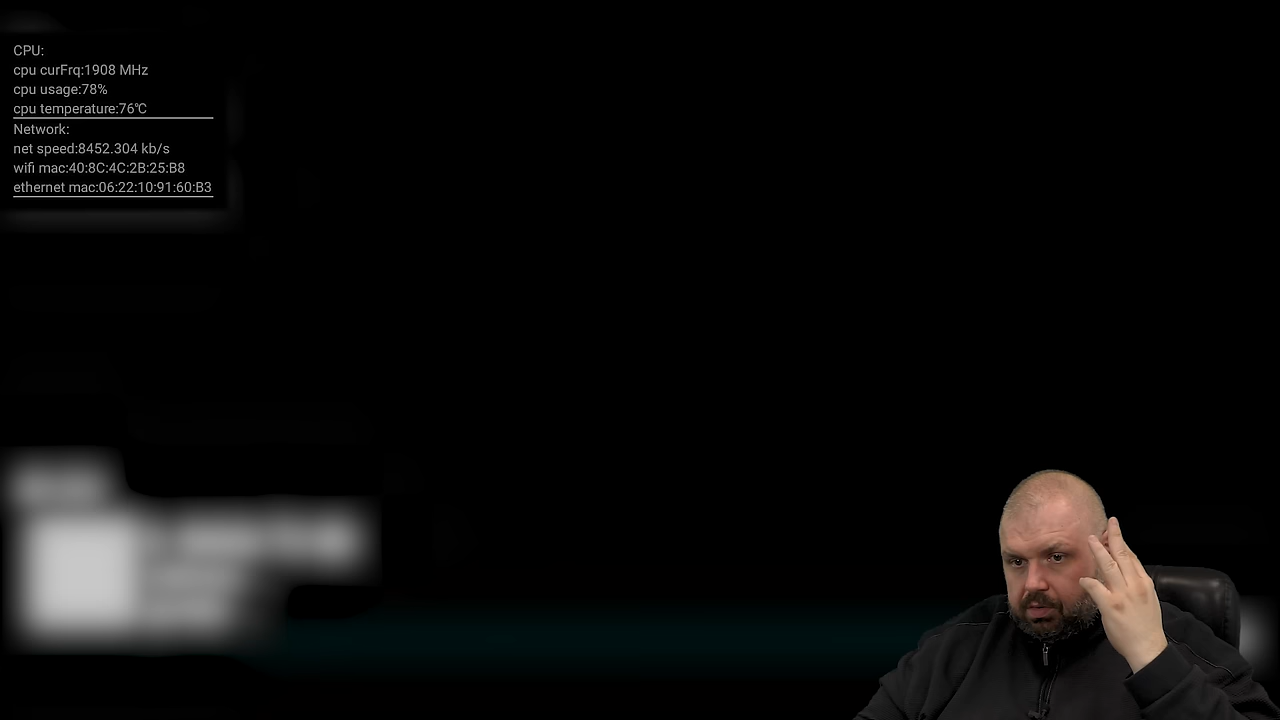 CPU:
cpu curFrq:1908 MHz
cpu usage:78%
cpu temperature:76℃
Network:
net speed:8452.304 kb/s
wifi mac:40:8C:4C:2B:25:B8
ethernet mac:06:22:10:91:60:B3